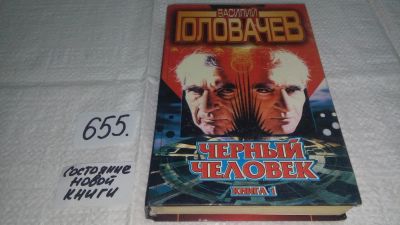 655.
состояние
новой
книги
ВАСИЛИЙ
ГОЛОВАЧЕВ
ЧЕРНЫЙ
ЧЕЛОВЕК
КНИГА 1